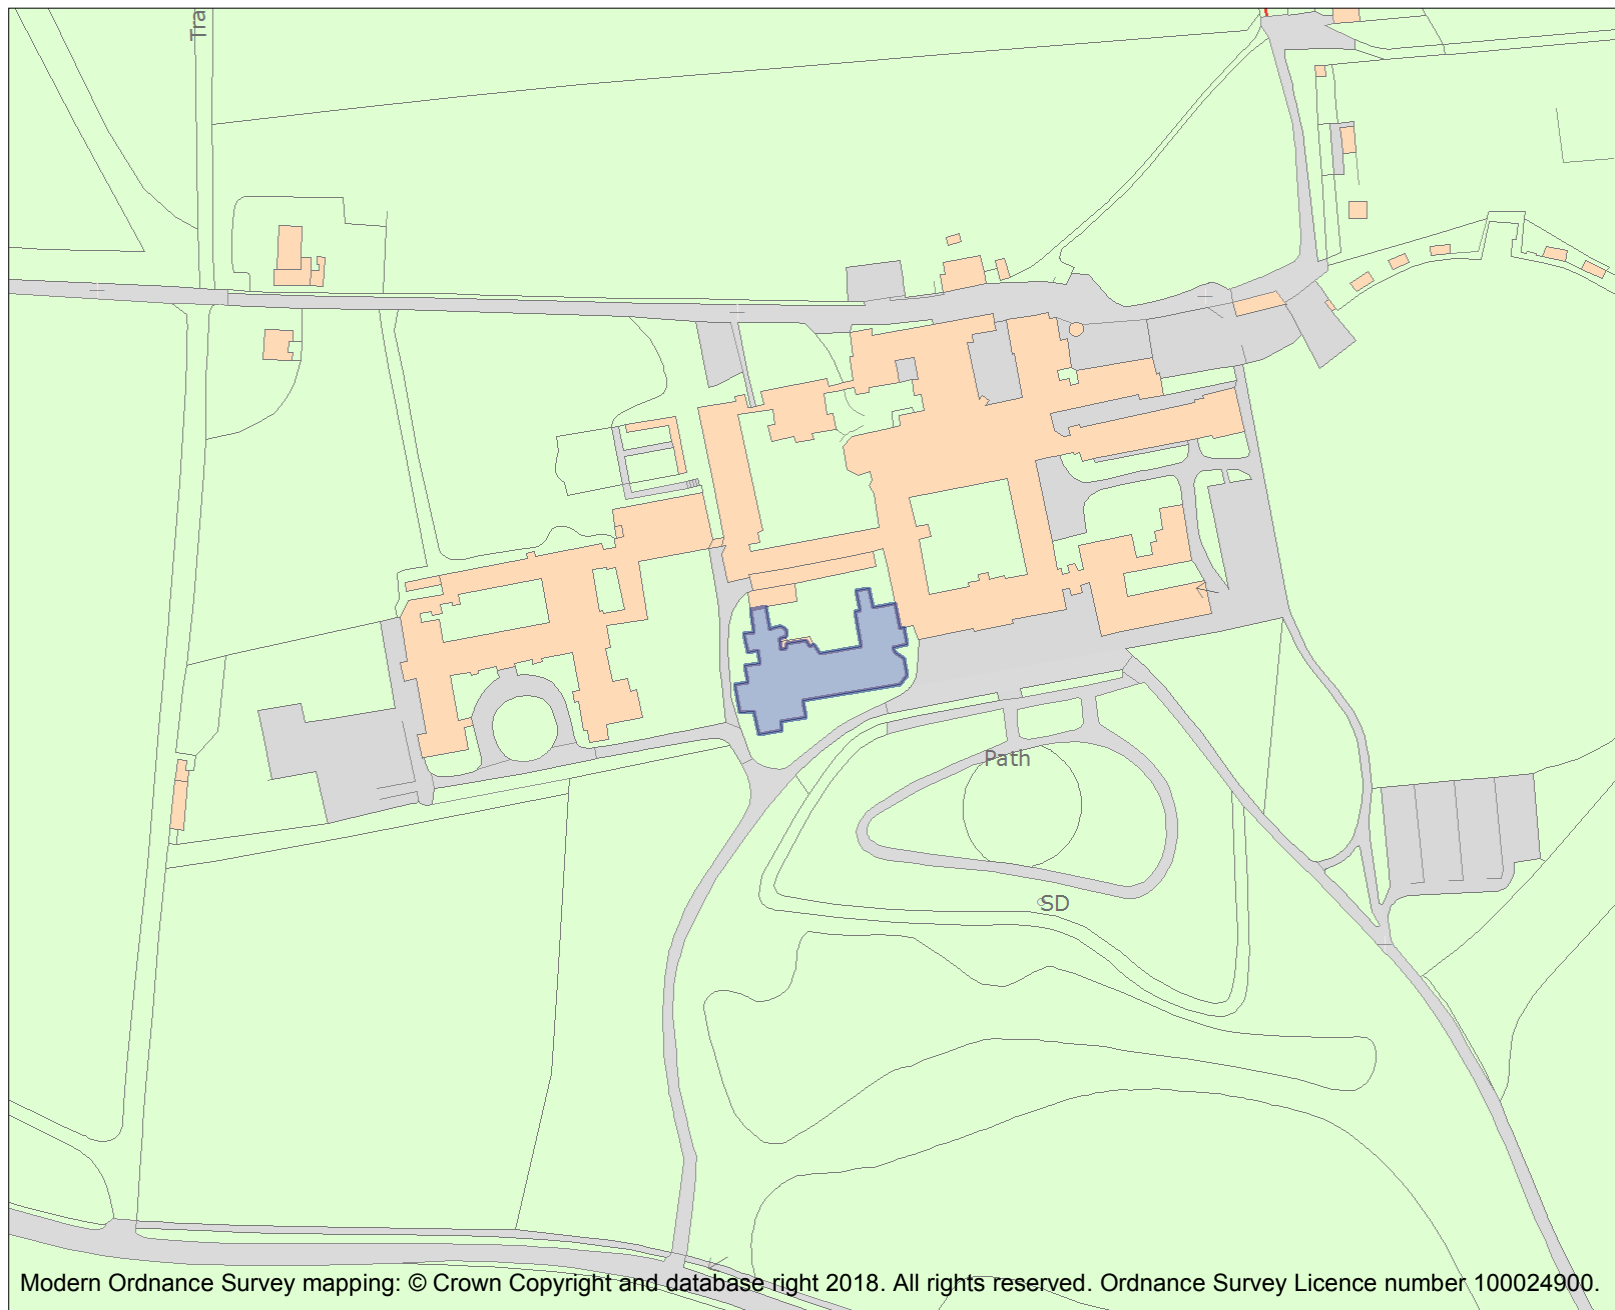 Tra
Path
SD
Modern Ordnance Survey mapping: © Crown Copyright and database right 2018. All rights reserved. Ordnance Survey Licence number 100024900.